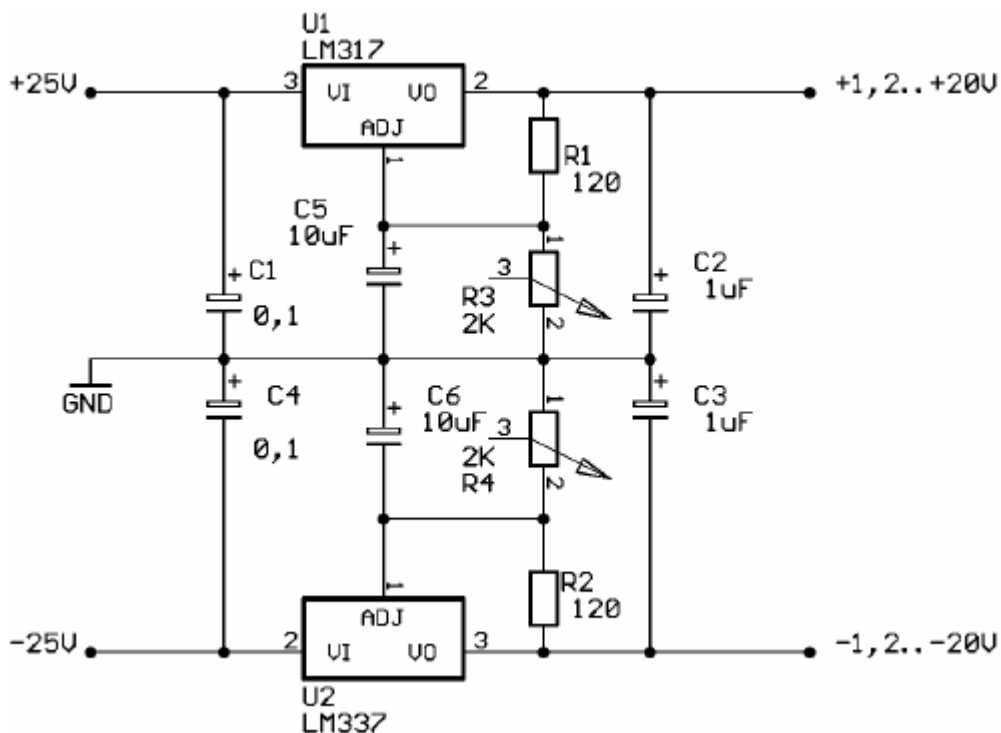 U1
LM317
+25V
3
VI
VO
2
+1,2..+20V
ADJ
1
R1
120
C5
10uF
+
1
+
C1
3
R3
2K
2
+
C2
1uF
0,1
GND
+
C4
0,1
+
C6
10uF
1
3
2K
R4
2
+
C3
1uF
1
R2
120
-25V
2
ADJ
VI
VO
3
-1,2..-20V
U2
LM337